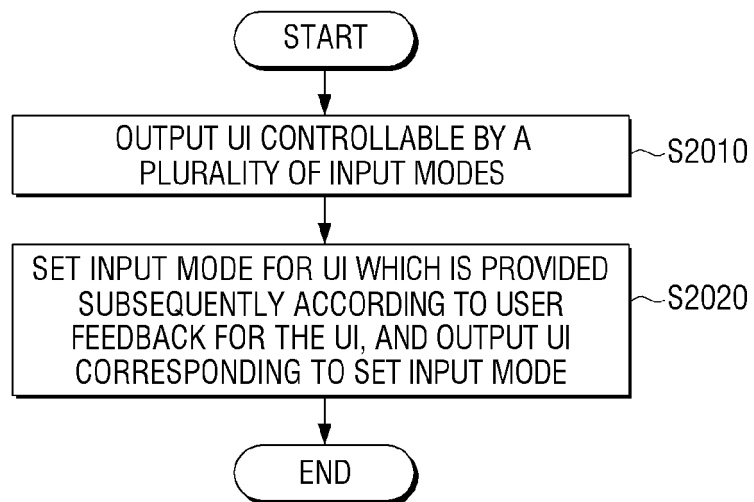 START
OUTPUT UI CONTROLLABLE BY A
PLURALITY OF INPUT MODES
S2010
SET INPUT MODE FOR UI WHICH IS PROVIDED
SUBSEQUENTLY ACCORDING TO USER
FEEDBACK FOR THE UI, AND OUTPUT UI
CORRESPONDING TO SET INPUT MODE
S2020
END